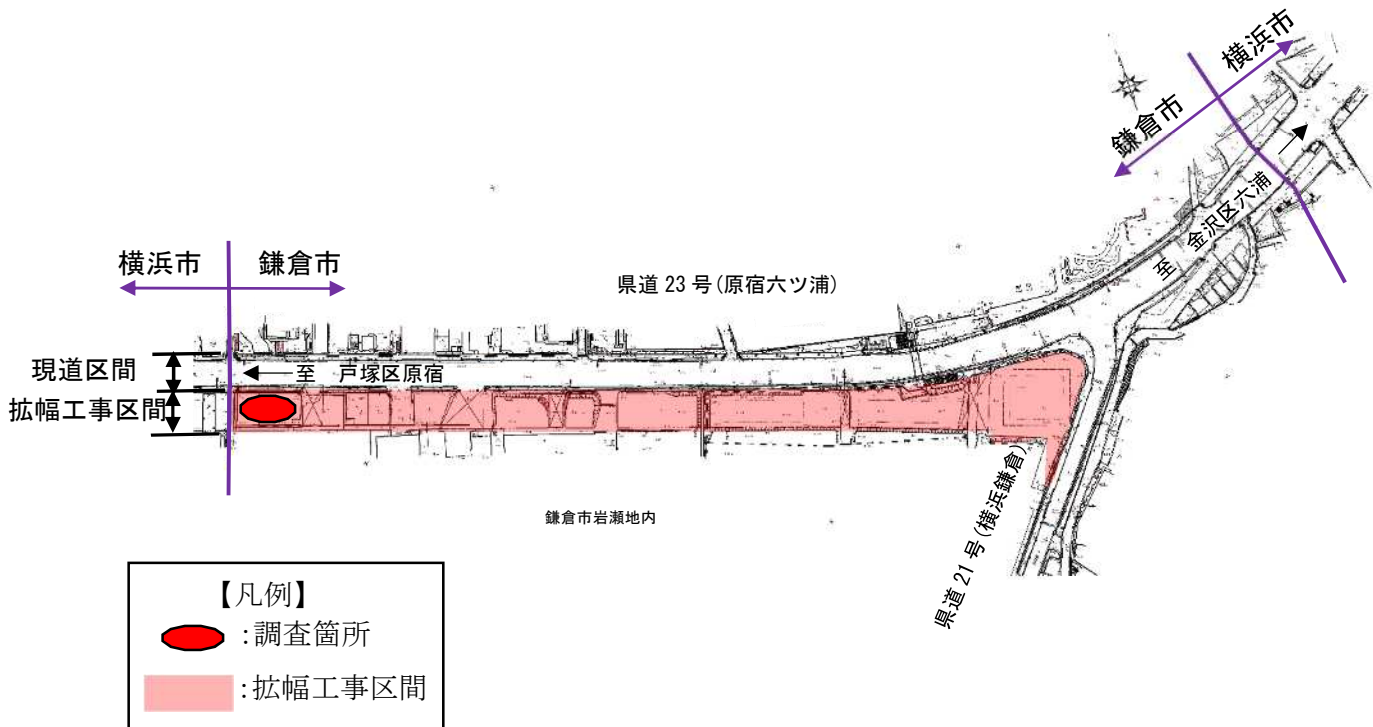 横浜市
鎌倉市
至 金沢区六浦
横浜市
鎌倉市
県道 23 号(原宿六ツ浦)
現道区間
至 戸塚区原宿
拡幅工事区間
県道 21 号(横浜鎌倉)
鎌倉市岩瀬地内
【凡例】
:調査箇所
:拡幅工事区間